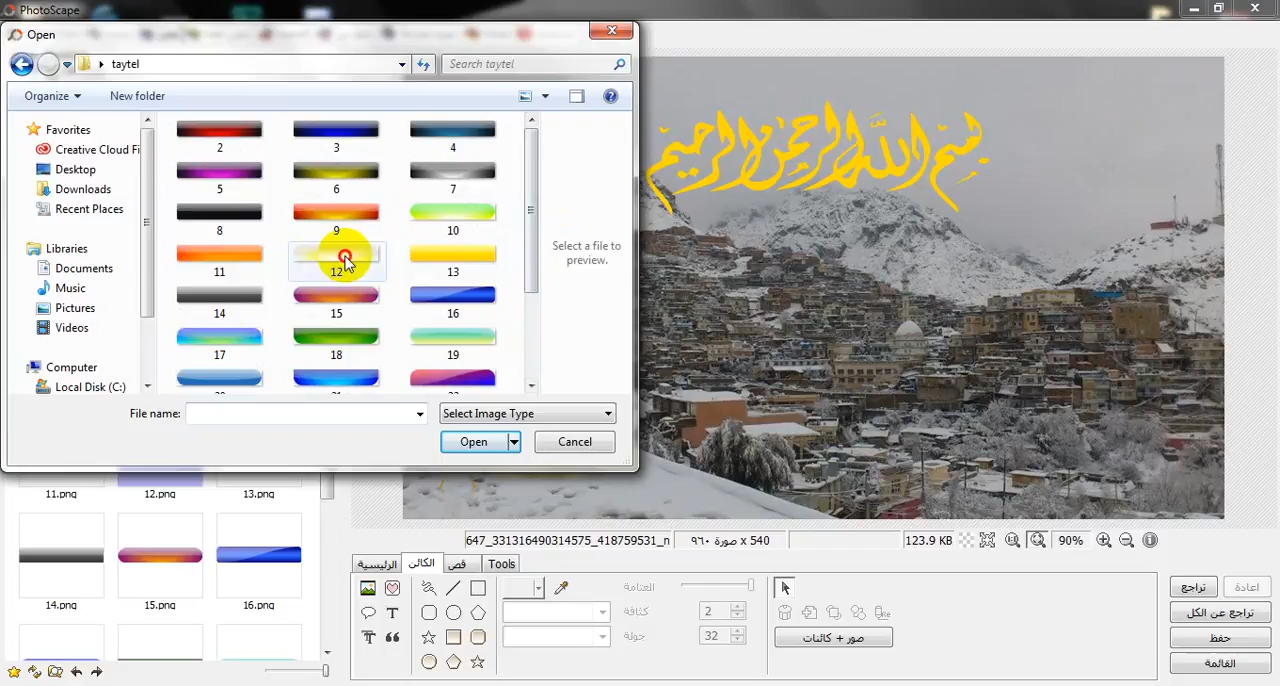 PhotoScape
Open
taytel
Search taytel
Organize
New folder
Favorites
Creative Cloud Fi
Desktop
Downloads
Recent Places
Libraries
Documents
Music
Pictures
Videos
Computer
Local Disk (C:)
2 3 4
5 6 7
8 9 10
11 12 13
14 15 16
17 18 19
Select a file to
preview.
File name:
Select Image Type
Open
Cancel
بسم الله الرحمن الرحيم
11.png 12.png 13.png
14.png 15.png 16.png
647_331316490314575_418759531_n
صورة ٩٦٠ x 540
123.9 KB
90%
الرئيسية
الكائن
قص
Tools
العتامة
كثافة
2
جولة
32
صور + كائنات
تراجع
اعادة
تراجع عن الكل
حفظ
القائمة